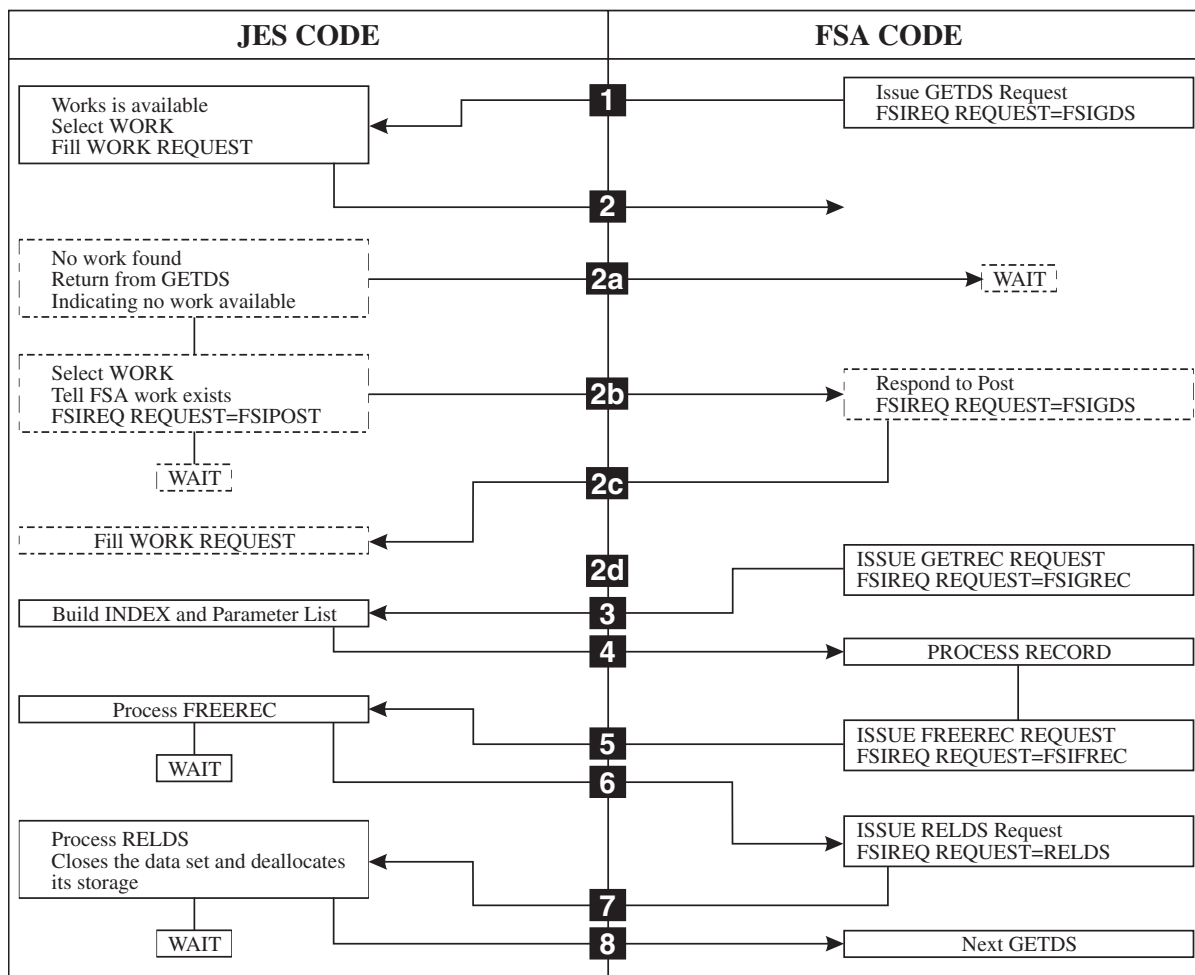 JES CODE
FSA CODE
1
Works is available
Select WORK
Fill WORK REQUEST
Issue GETDS Request
FSIREQ REQUEST=FSIGDS
2
No work found
Return from GETDS
Indicating no work available
2a
WAIT
Select WORK
Tell FSA work exists
FSIREQ REQUEST=FSIPOST
2b
Respond to Post
FSIREQ REQUEST=FSIGDS
WAIT
2c
Fill WORK REQUEST
2d
ISSUE GETREC REQUEST
FSIREQ REQUEST=FSIGREC
Build INDEX and Parameter List
3
4
PROCESS RECORD
Process FREEREC
5
ISSUE FREEREC REQUEST
FSIREQ REQUEST=FSIFREC
WAIT
6
Process RELDS
Closes the data set and deallocates
its storage
ISSUE RELDS Request
FSIREQ REQUEST=RELDS
7
WAIT
8
Next GETDS